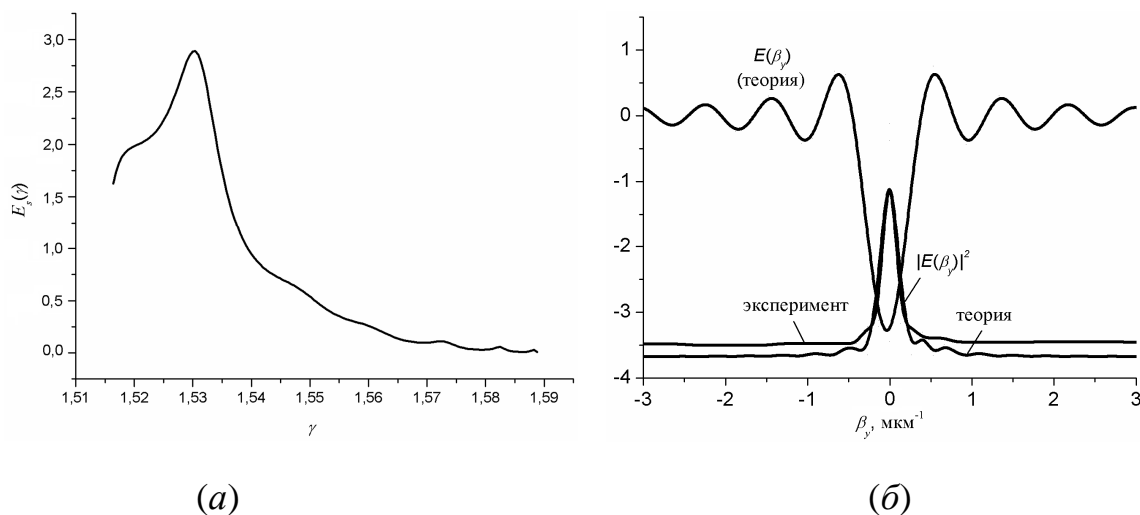 3,0
2,5
2,0
1,5
1,0
0,5
0,0
E_s(γ)
1,51 1,52 1,53 1,54 1,55 1,56 1,57 1,58 1,59
γ
(а)
1
0
-1
-2
-3
-4
E(β_y)
(теория)
|E(β_y)|²
эксперимент
теория
-3 -2 -1 0 1 2 3
β_y, мкм⁻¹
(б)